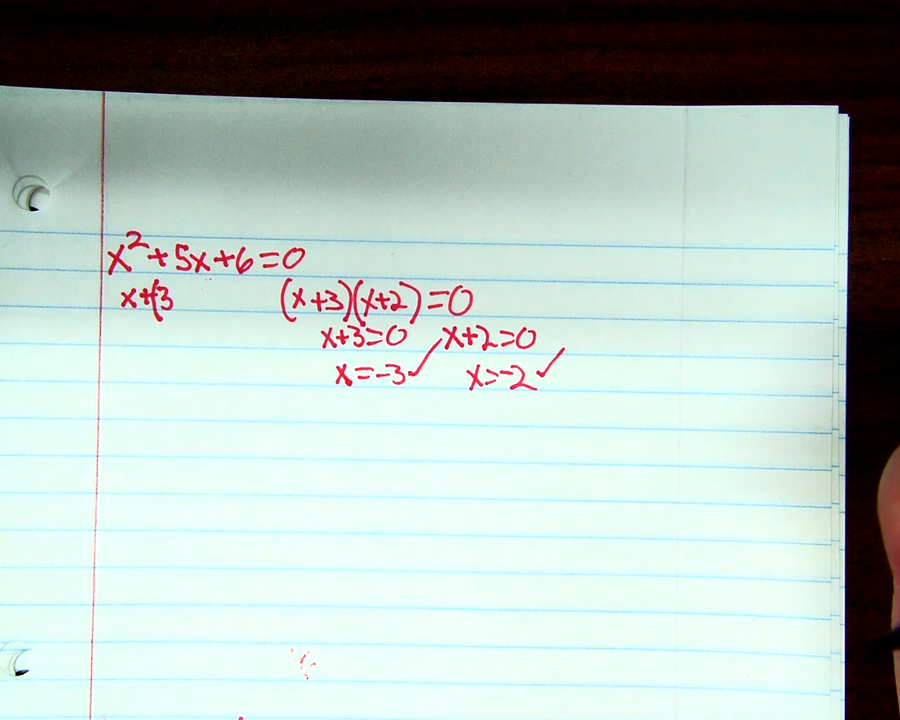 x²+5x+6=0
x+(3 (x+3)(x+2)=0
x+3=0 x+2=0
x=-3✓ x=-2✓